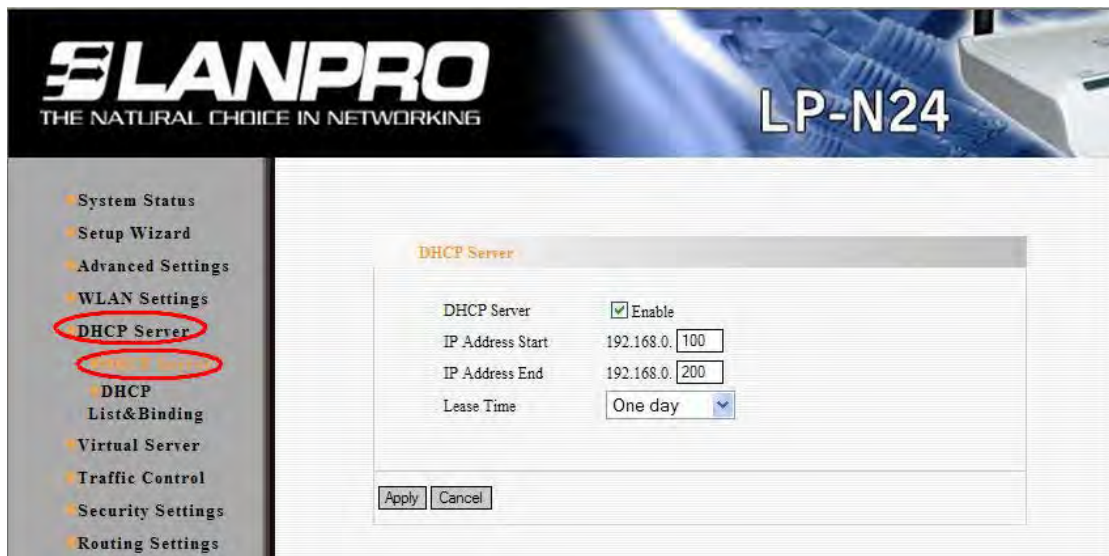 LANPRO
THE NATURAL CHOICE IN NETWORKING
LP-N24
System Status
Setup Wizard
Advanced Settings
WLAN Settings
DHCP Server
DHCP Server
DHCP
List&Binding
Virtual Server
Traffic Control
Security Settings
Routing Settings
DHCP Server
DHCP Server Enable
IP Address Start 192.168.0. 100
IP Address End 192.168.0. 200
Lease Time One day
Apply Cancel